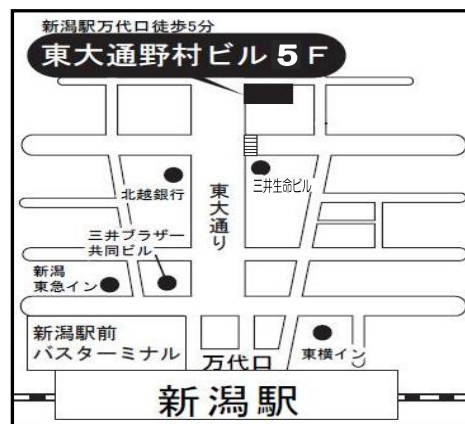 新潟駅万代口徒歩5分
東大通野村ビル5F
北越銀行
三井生命ビル
東大通り
三井ブラザー
共同ビル
新潟
東急イン
新潟駅前
バスターミナル
万代口
東横イン
新潟駅